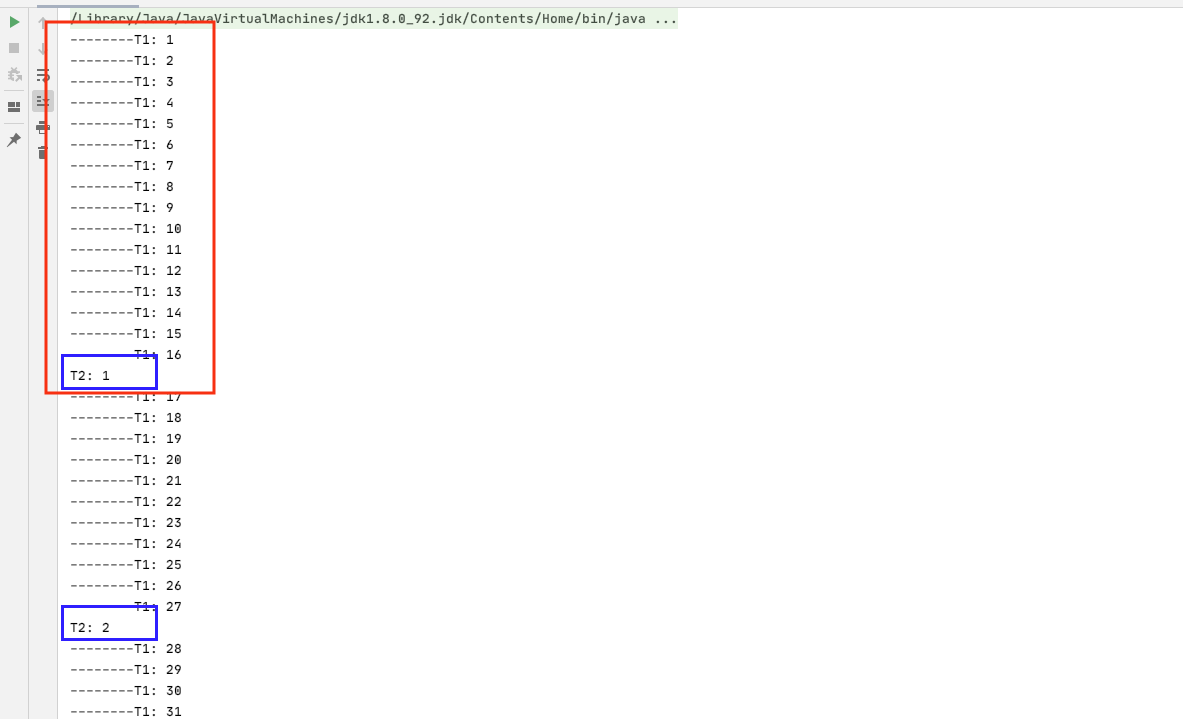 /Library/Java/JavaVirtualMachines/jdk1.8.0_92.jdk/Contents/Home/bin/java ...
--------T1: 1
--------T1: 2
--------T1: 3
--------T1: 4
--------T1: 5
--------T1: 6
--------T1: 7
--------T1: 8
--------T1: 9
--------T1: 10
--------T1: 11
--------T1: 12
--------T1: 13
--------T1: 14
--------T1: 15
--------T1: 16
T2: 1
--------T1: 17
--------T1: 18
--------T1: 19
--------T1: 20
--------T1: 21
--------T1: 22
--------T1: 23
--------T1: 24
--------T1: 25
--------T1: 26
--------T1: 27
T2: 2
--------T1: 28
--------T1: 29
--------T1: 30
--------T1: 31